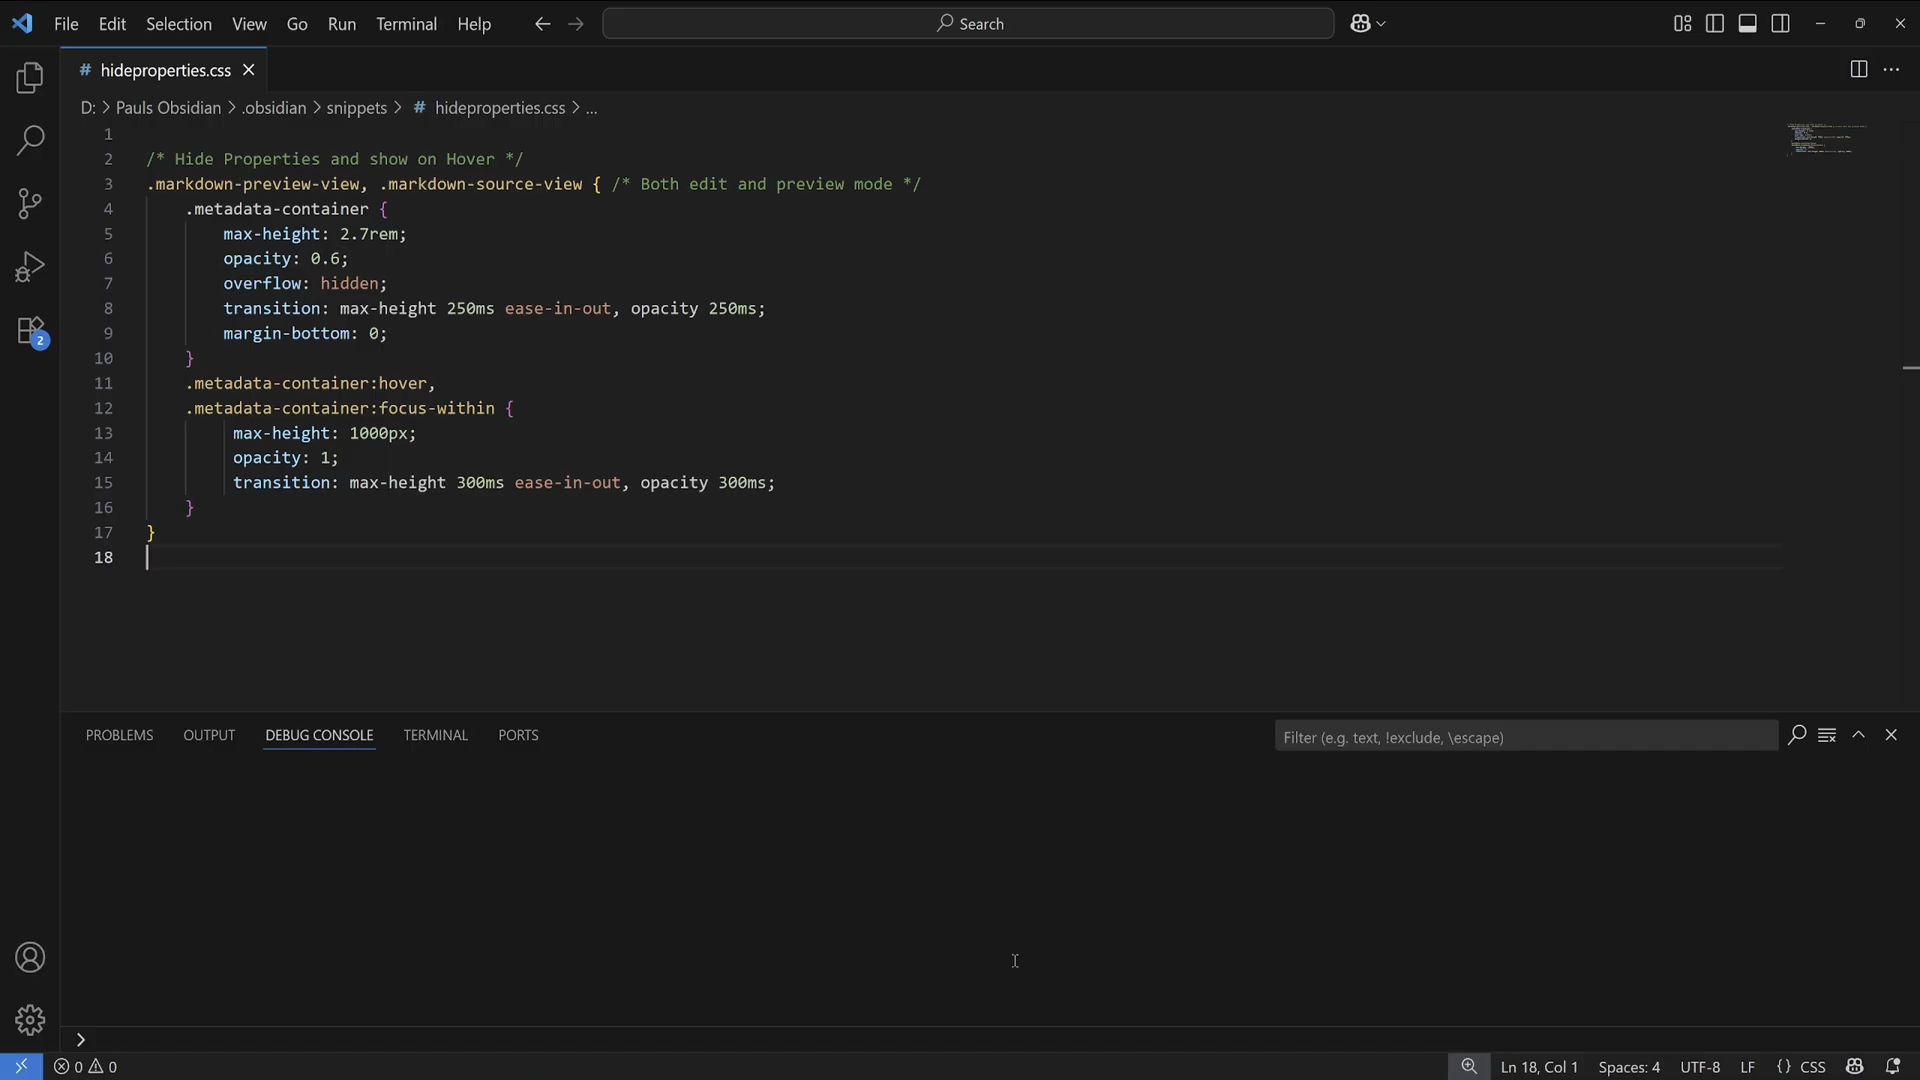 File Edit Selection View Go Run Terminal Help Search
# hideproperties.css
D: > Pauls Obsidian > .obsidian > snippets > # hideproperties.css > ...
1
2 /* Hide Properties and show on Hover */
3 .markdown-preview-view, .markdown-source-view { /* Both edit and preview mode */
4 .metadata-container {
5 max-height: 2.7rem;
6 opacity: 0.6;
7 overflow: hidden;
8 transition: max-height 250ms ease-in-out, opacity 250ms;
9 margin-bottom: 0;
10 }
11 .metadata-container:hover,
12 .metadata-container:focus-within {
13 max-height: 1000px;
14 opacity: 1;
15 transition: max-height 300ms ease-in-out, opacity 300ms;
16 }
17 }
18
2
PROBLEMS OUTPUT DEBUG CONSOLE TERMINAL PORTS Filter (e.g. text, !exclude, \escape)
>
0 0 Ln 18, Col 1 Spaces: 4 UTF-8 LF {} CSS